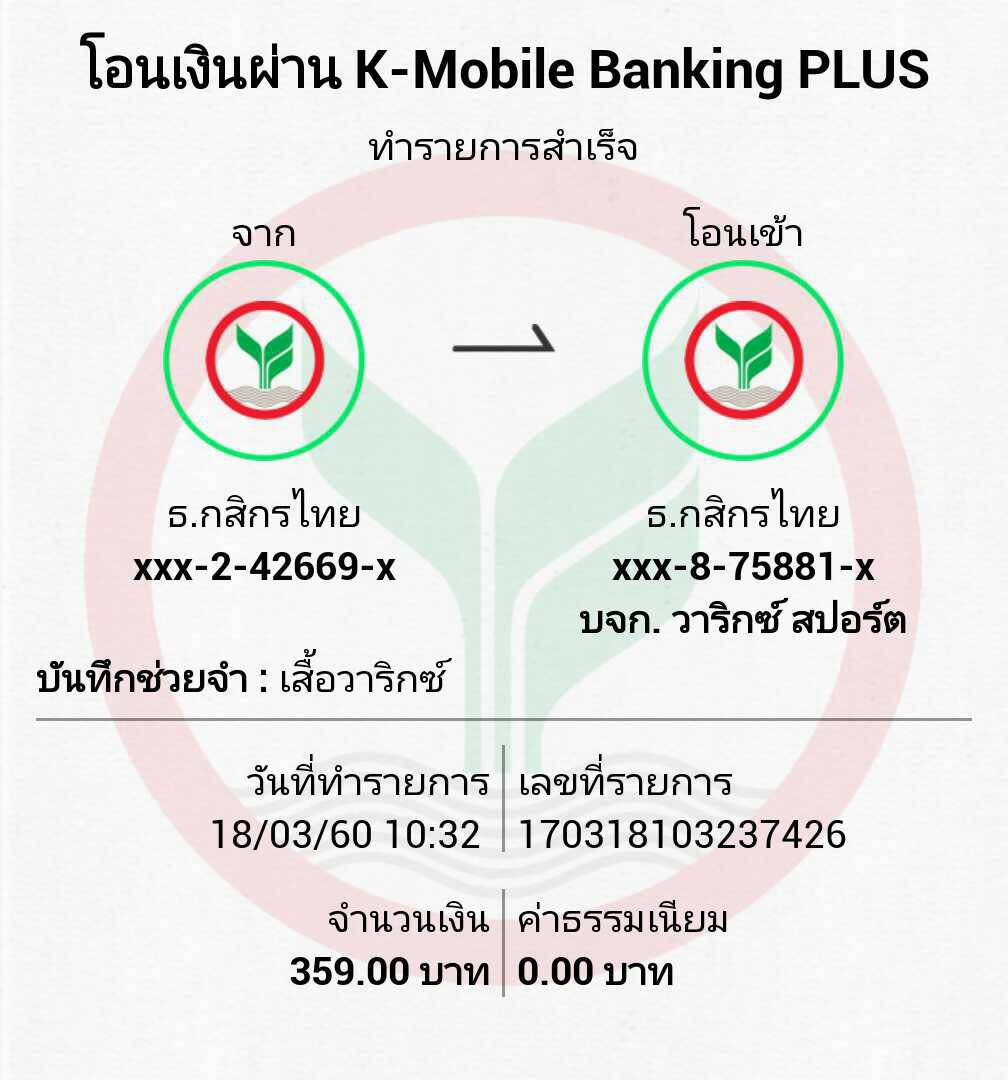 โอนเงินผ่าน K-Mobile Banking PLUS
ทำรายการสำเร็จ
จาก โอนเข้า
ธ.กสิกรไทย ธ.กสิกรไทย
xxx-2-42669-x xxx-8-75881-x
บจก. วาริกซ์ สปอร์ต
บันทึกช่วยจำ : เสื้อวาริกซ์
วันที่ทำรายการ เลขที่รายการ
18/03/60 10:32 170318103237426
จำนวนเงิน ค่าธรรมเนียม
359.00 บาท 0.00 บาท